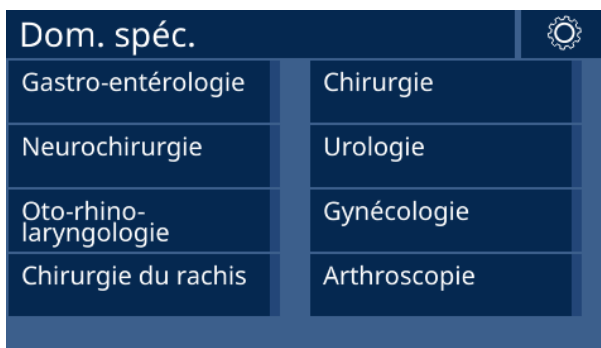 Dom. spéc.
Gastro-entérologie
Chirurgie
Neurochirurgie
Urologie
Oto-rhino-
laryngologie
Gynécologie
Chirurgie du rachis
Arthroscopie